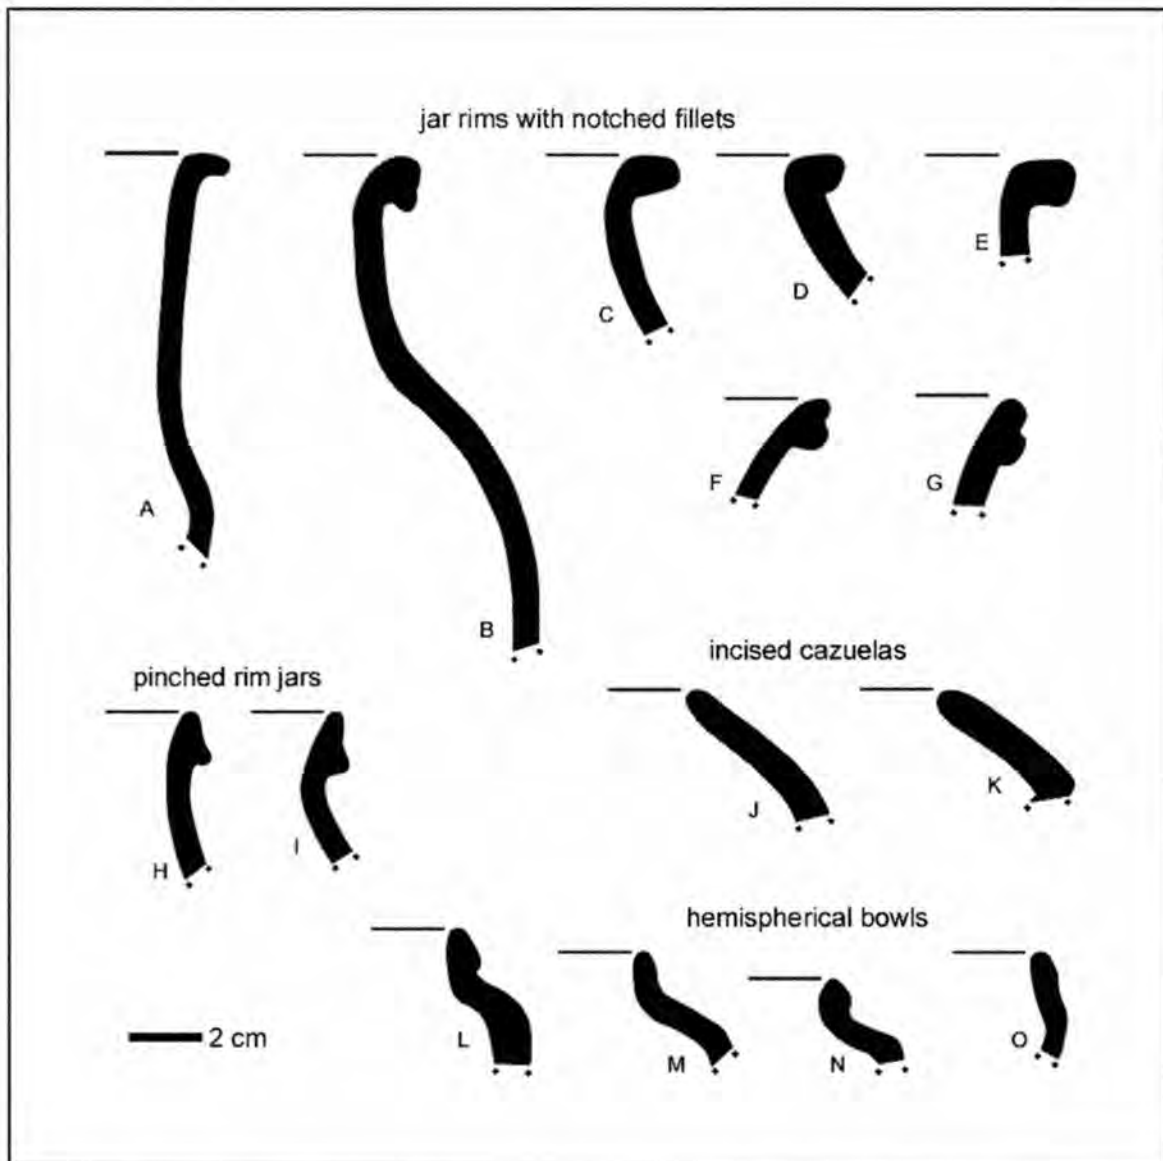 jar rims with notched fillets
A
B
C
D
E
F
G
pinched rim jars
H
I
incised cazuelas
J
K
hemispherical bowls
L
M
N
O
2 cm